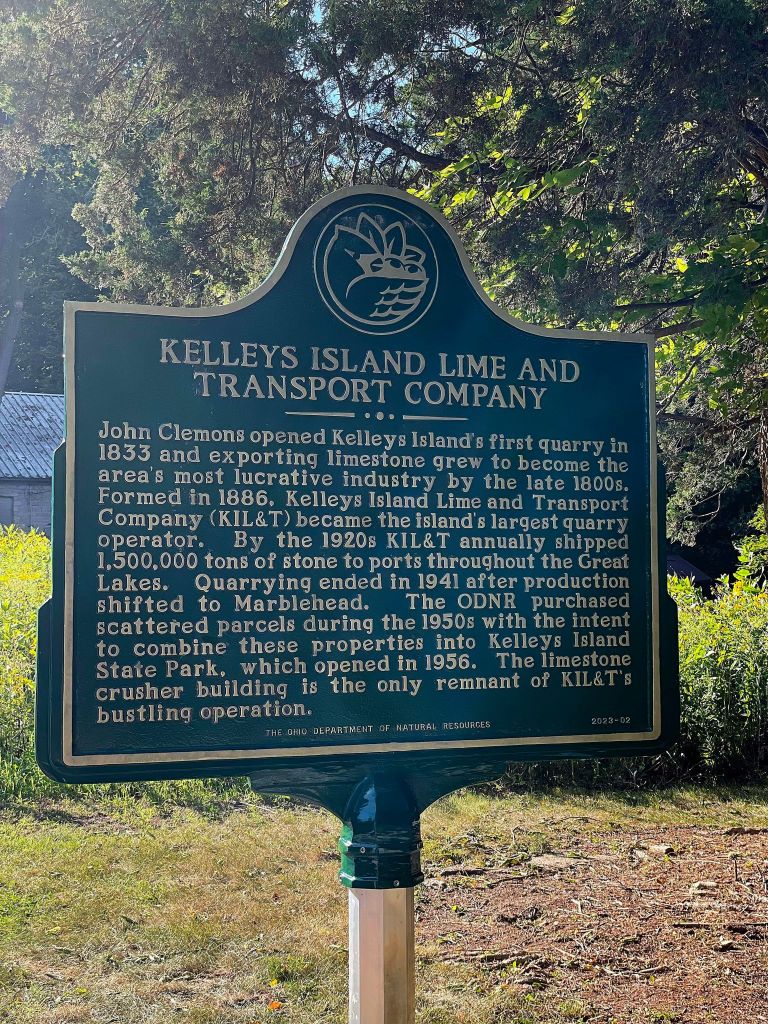 KELLEYS ISLAND LIME AND
TRANSPORT COMPANY
John Clemons opened Kelleys Island's first quarry in
1833 and exporting limestone grew to become the
area's most lucrative industry by the late 1800s.
Formed in 1886, Kelleys Island Lime and Transport
Company (KIL&T) became the island's largest quarry
operator. By the 1920s KIL&T annually shipped
1,500,000 tons of stone to ports throughout the Great
Lakes. Quarrying ended in 1941 after production
shifted to Marblehead. The ODNR purchased
scattered parcels during the 1950s with the intent
to combine these properties into Kelleys Island
State Park, which opened in 1956. The limestone
crusher building is the only remnant of KIL&T's
bustling operation.
THE OHIO DEPARTMENT OF NATURAL RESOURCES
2023-02